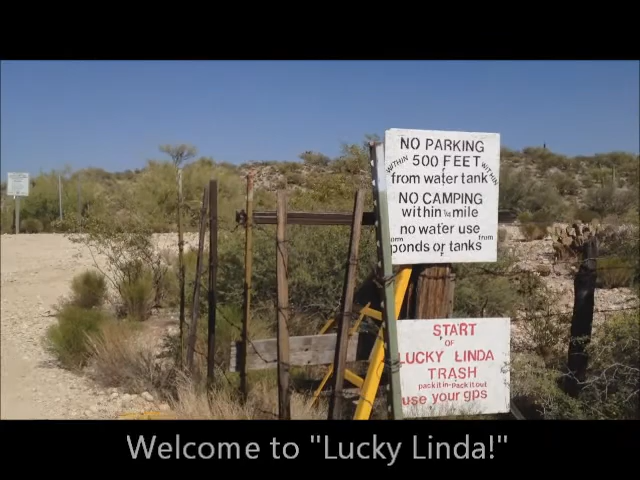 NO PARKING
WITHIN 500 FEET WITHIN
from water tank
NO CAMPING
within mile
no water use
from from
ponds or tanks
START
OF
LUCKY LINDA
TRASH
pack it in-pack it out
use your gps
Welcome to "Lucky Linda!"